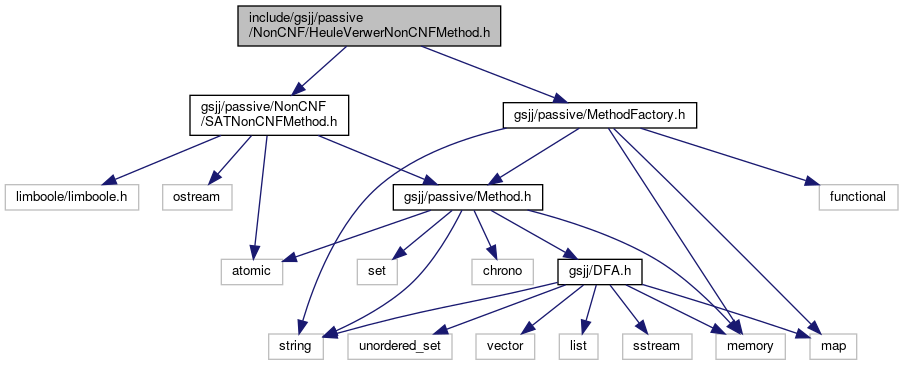 include/gsjj/passive
/NonCNF/HeuleVerwerNonCNFMethod.h
gsjj/passive/NonCNF
/SATNonCNFMethod.h
gsjj/passive/MethodFactory.h
limboole/limboole.h
ostream
gsjj/passive/Method.h
functional
atomic
set
chrono
gsjj/DFA.h
string
unordered_set
vector
list
sstream
memory
map